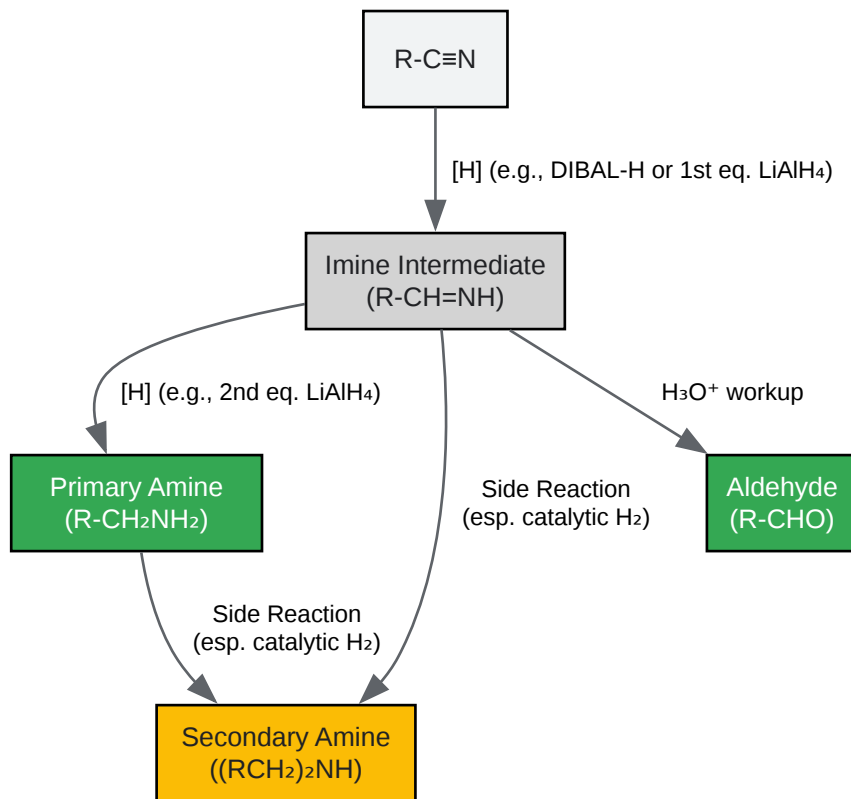 R-C≡N
[H] (e.g., DIBAL-H or 1st eq. LiAlH₄)
Imine Intermediate
(R-CH=NH)
[H] (e.g., 2nd eq. LiAlH₄)
H₃O⁺ workup
Primary Amine
(R-CH₂NH₂)
Side Reaction
(esp. catalytic H₂)
Aldehyde
(R-CHO)
Side Reaction
(esp. catalytic H₂)
Secondary Amine
((RCH₂)₂NH)